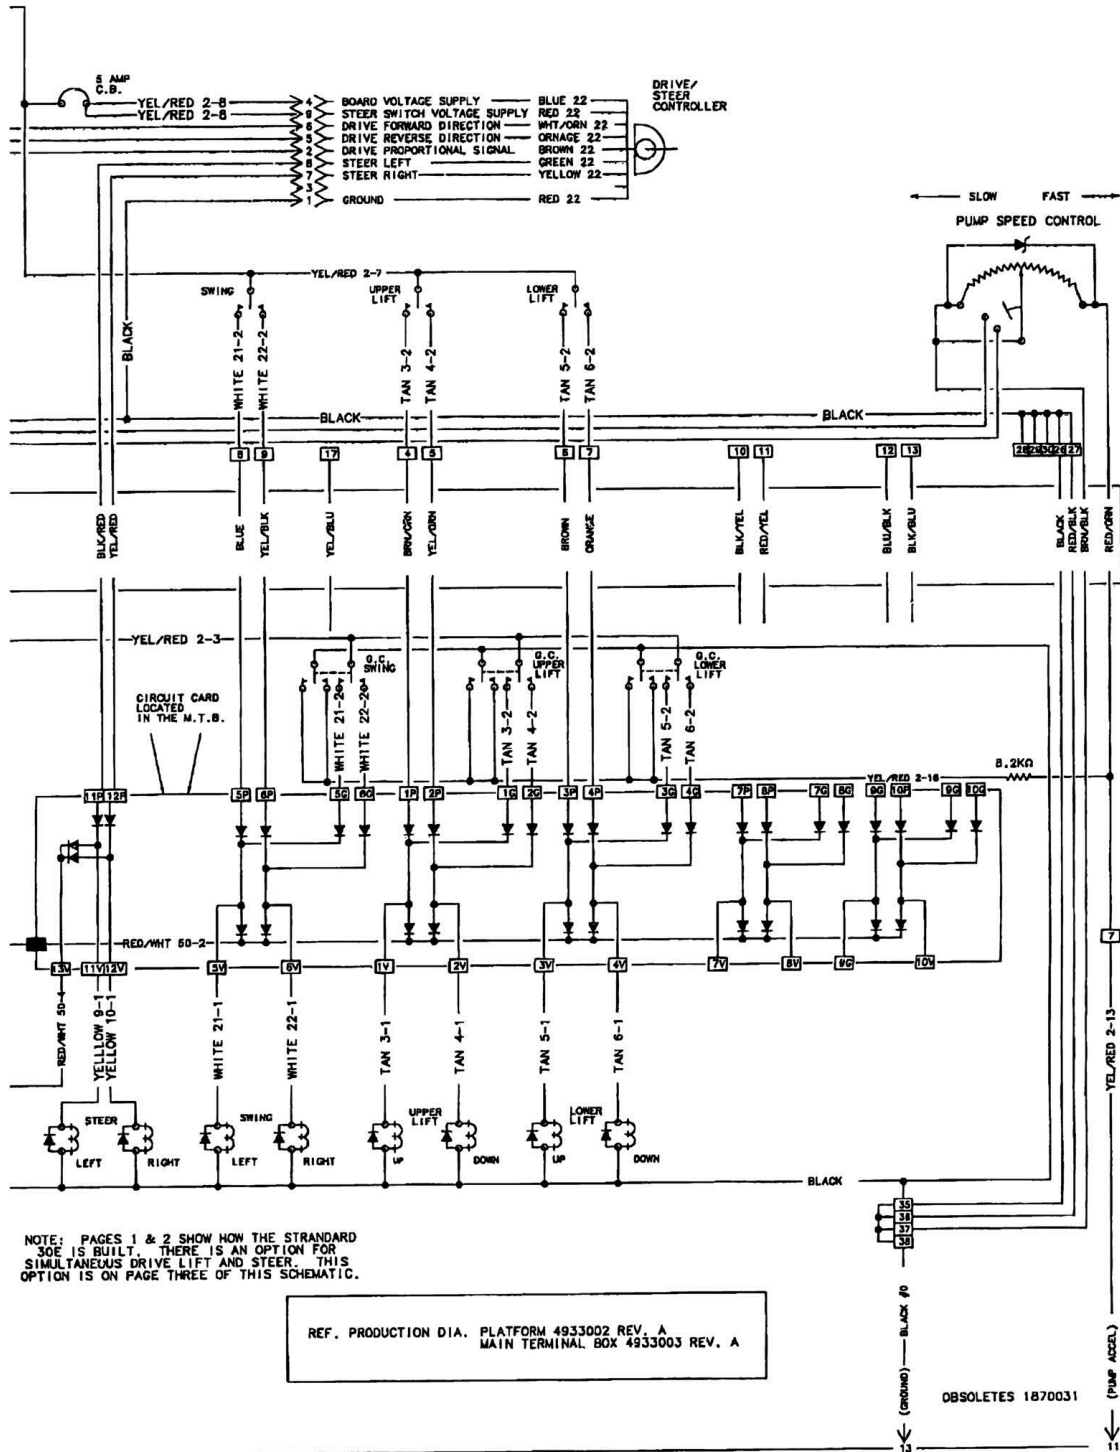 5 AMP
C.B.
DRIVE/
STEER
CONTROLLER
YEL/RED 2-8 4 BOARD VOLTAGE SUPPLY BLUE 22
YEL/RED 2-8 9 STEER SWITCH VOLTAGE SUPPLY RED 22
6 DRIVE FORWARD DIRECTION WHT/ORN 22
5 DRIVE REVERSE DIRECTION ORNAGE 22
2 DRIVE PROPORTIONAL SIGNAL BROWN 22
8 STEER LEFT GREEN 22
7 STEER RIGHT YELLOW 22
3
1 GROUND RED 22
SLOW FAST
PUMP SPEED CONTROL
YEL/RED 2-7
SWING
UPPER
LIFT
LOWER
LIFT
BLACK
WHITE 21-2
WHITE 22-2
TAN 3-2
TAN 4-2
TAN 5-2
TAN 6-2
BLACK BLACK
8 9 17 4 5 6 7 10 11 12 13 28 29 30 26 27
BLK/RED
YEL/RED
BLUE
YEL/BLK
YEL/BLU
BRN/GRN
YEL/GRN
BROWN
ORANGE
BLK/YEL
RED/YEL
BLU/BLK
BLK/BLU
BLACK
RED/BLK
BRN/BLK
RED/GRN
YEL/RED 2-3
G.C.
SWING
G.C.
UPPER
LIFT
G.C.
LOWER
LIFT
CIRCUIT CARD
LOCATED
IN THE M.T.B.
WHITE 21-2
WHITE 22-2
TAN 3-2
TAN 4-2
TAN 5-2
TAN 6-2
YEL/RED 2-16
8.2KΩ
11P 12P 5P 6P 5G 6G 1P 2P 1G 2G 3P 4P 3G 4G 7P 8P 7G 8G 9G 10P 9G 10G
RED/WHT 50-2
7
13V 11V 12V 5V 6V 1V 2V 3V 4V 7V 8V 9G 10V
RED/WHT 50-4
YELLLOW 9-1
YELLOW 10-1
WHITE 21-1
WHITE 22-1
TAN 3-1
TAN 4-1
TAN 5-1
TAN 6-1
YEL/RED 2-13
STEER
LEFT RIGHT
SWING
LEFT RIGHT
UPPER
LIFT
UP DOWN
LOWER
LIFT
UP DOWN
BLACK
35
36
37
38
NOTE: PAGES 1 & 2 SHOW HOW THE STRANDARD
30E IS BUILT. THERE IS AN OPTION FOR
SIMULTANEUUS DRIVE LIFT AND STEER. THIS
OPTION IS ON PAGE THREE OF THIS SCHEMATIC.
REF. PRODUCTION DIA. PLATFORM 4933002 REV. A
MAIN TERMINAL BOX 4933003 REV. A
(GROUND) BLACK #0
OBSOLETES 1870031
(PUMP ACCEL)
13 11